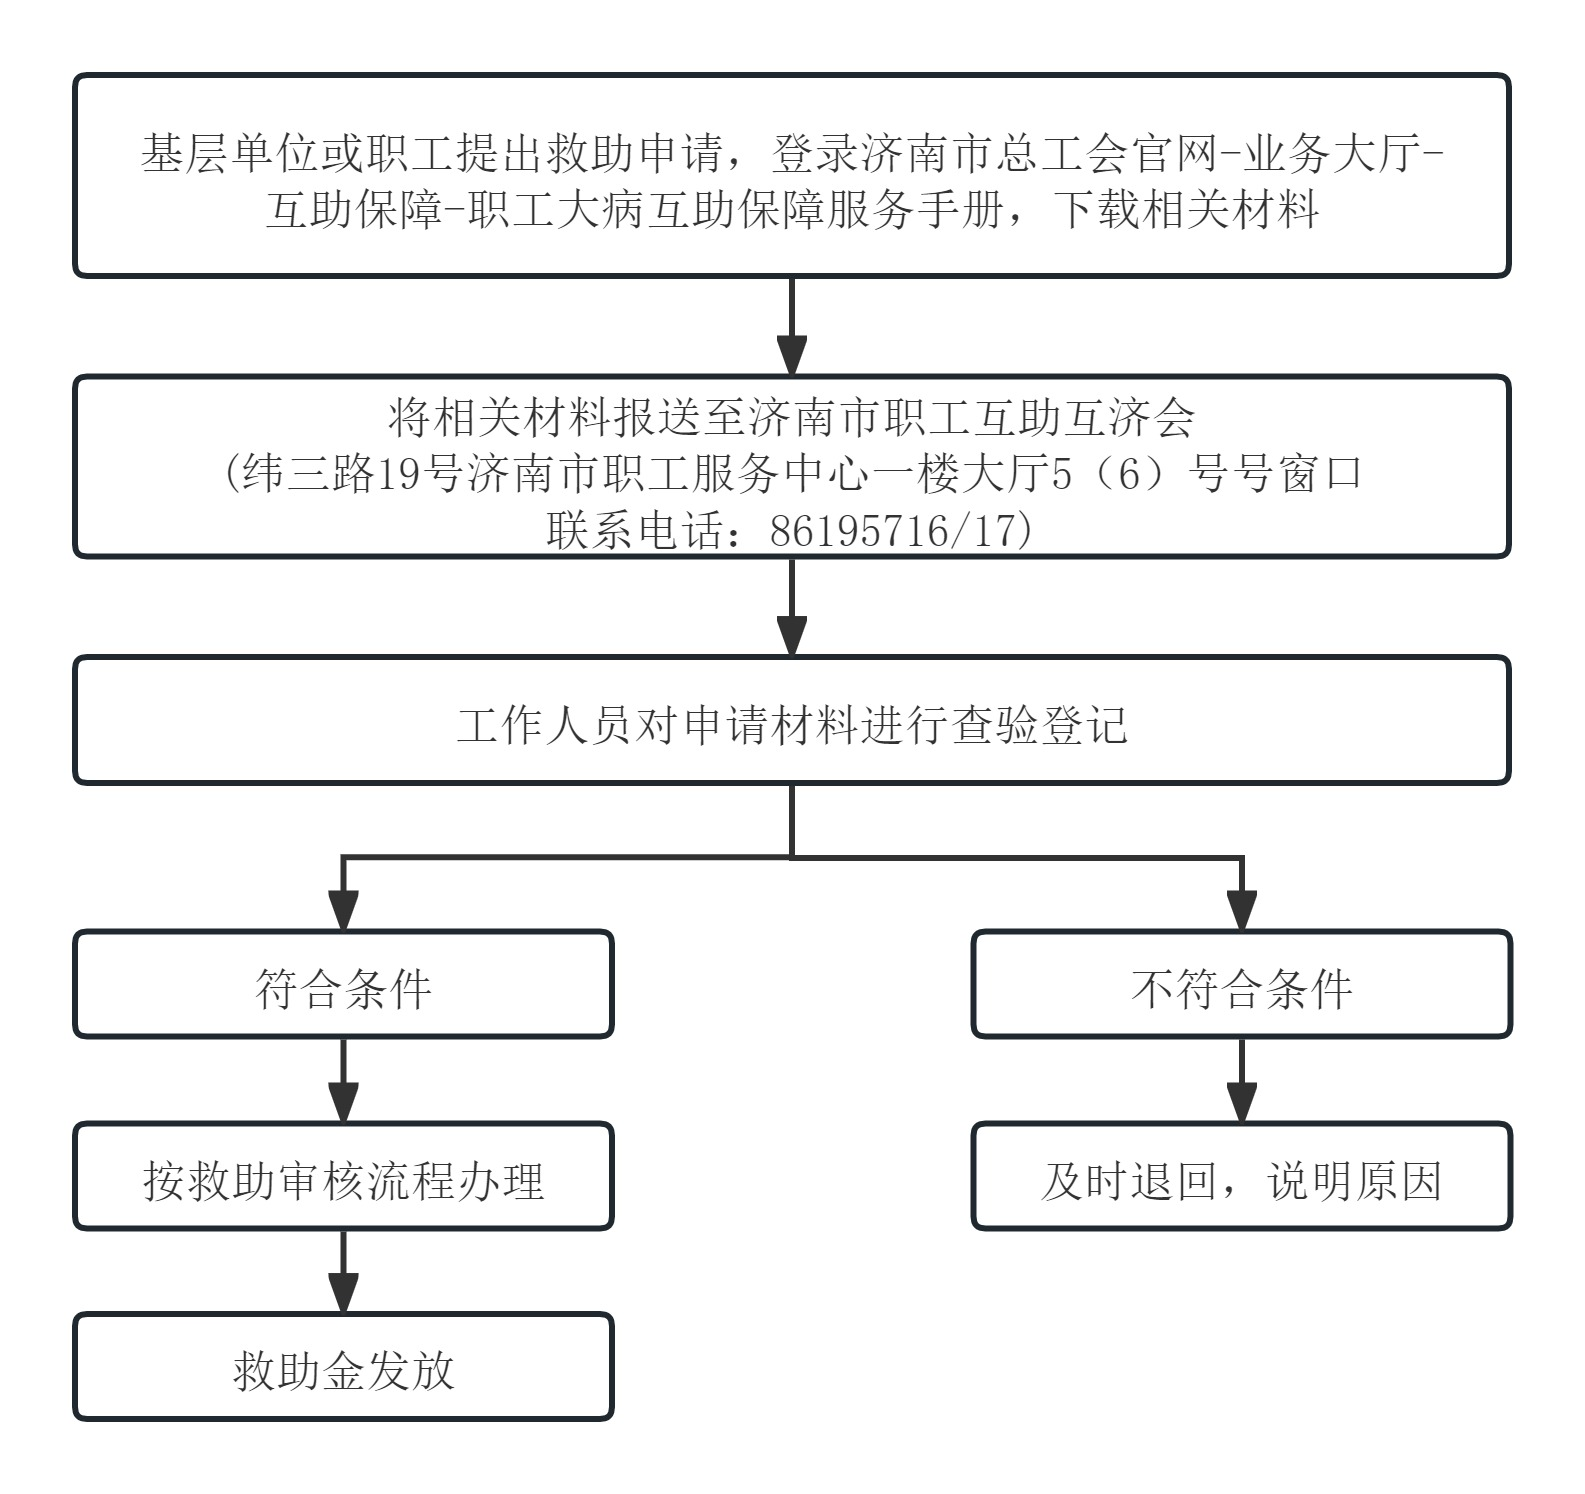 基层单位或职工提出救助申请，登录济南市总工会官网-业务大厅-
互助保障-职工大病互助保障服务手册，下载相关材料
将相关材料报送至济南市职工互助互济会
(纬三路19号济南市职工服务中心一楼大厅5（6）号号窗口
联系电话：86195716/17)
工作人员对申请材料进行查验登记
符合条件
不符合条件
按救助审核流程办理
及时退回，说明原因
救助金发放